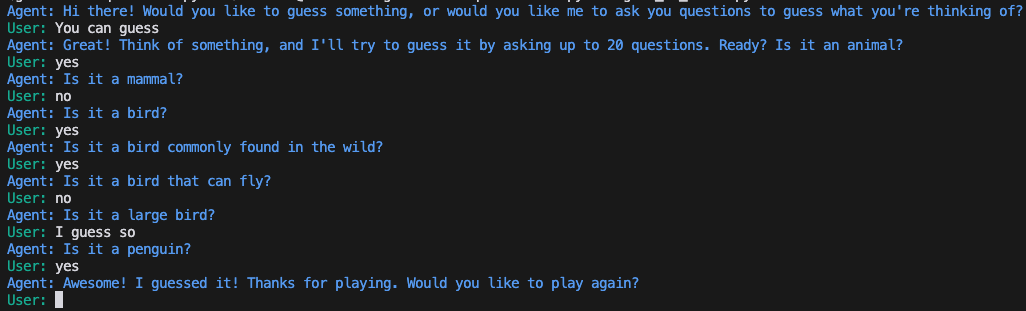 Agent: Hi there! Would you like to guess something, or would you like me to ask you questions to guess what you're thinking of?
User: You can guess
Agent: Great! Think of something, and I'll try to guess it by asking up to 20 questions. Ready? Is it an animal?
User: yes
Agent: Is it a mammal?
User: no
Agent: Is it a bird?
User: yes
Agent: Is it a bird commonly found in the wild?
User: yes
Agent: Is it a bird that can fly?
User: no
Agent: Is it a large bird?
User: I guess so
Agent: Is it a penguin?
User: yes
Agent: Awesome! I guessed it! Thanks for playing. Would you like to play again?
User: